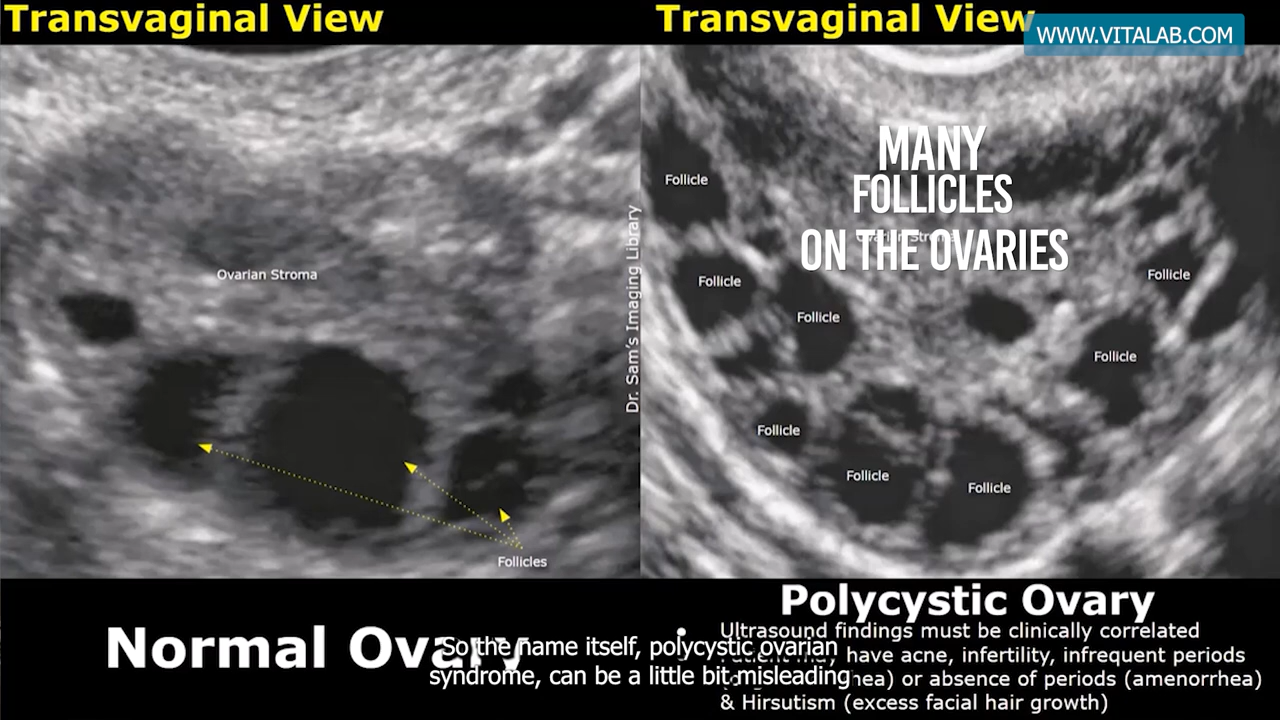 Transvaginal View
Transvaginal View
WWW.VITALAB.COM
MANY
FOLLICLES
ON THE OVARIES
Follicle
Ovarian Stroma
Follicle
Follicle
Follicle
Follicle
Follicle
Follicle
Follicle
Ovarian Stroma
Dr. Sam's Imaging Library
Follicles
Normal Ovary
Polycystic Ovary
Ultrasound findings must be clinically correlated
have acne, infertility, infrequent periods
or absence of periods (amenorrhea)
& Hirsutism (excess facial hair growth)
So the name itself, polycystic ovarian
syndrome, can be a little bit misleading